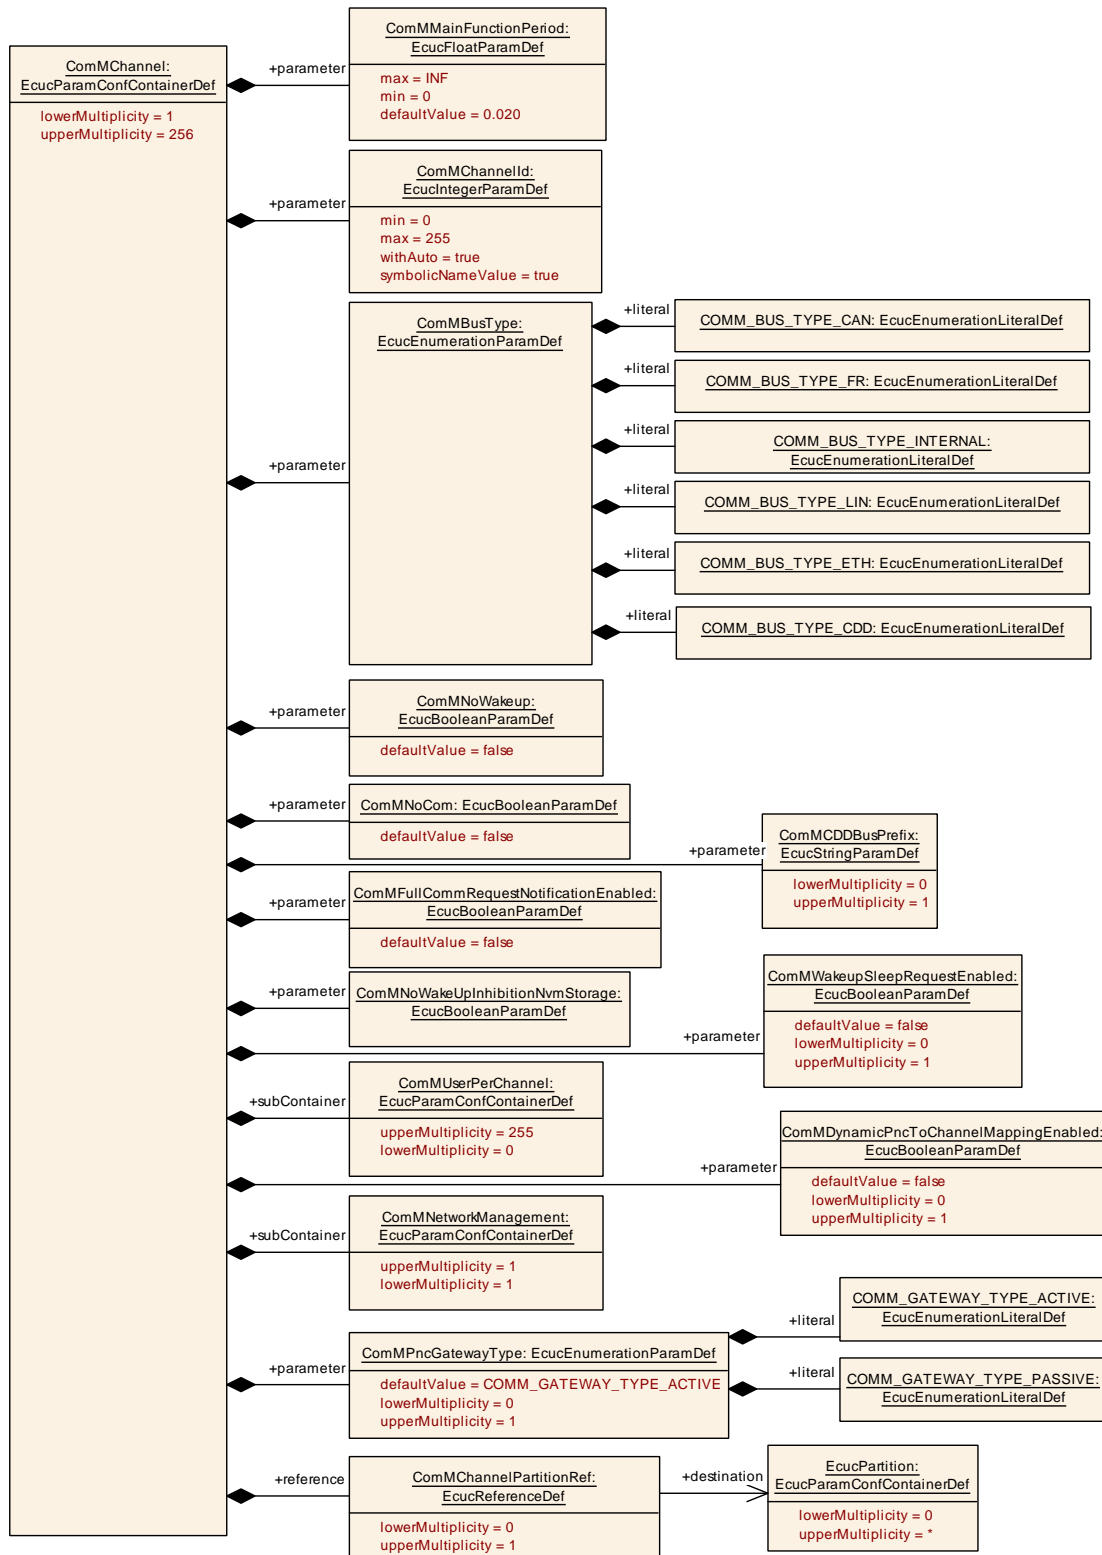 ComMChannel:
EcucParamConfContainerDef
lowerMultiplicity = 1
upperMultiplicity = 256
+parameter
ComMMainFunctionPeriod:
EcucFloatParamDef
max = INF
min = 0
defaultValue = 0.020
+parameter
ComMChannelId:
EcucIntegerParamDef
min = 0
max = 255
withAuto = true
symbolicNameValue = true
+parameter
ComMBusType:
EcucEnumerationParamDef
+literal
COMM_BUS_TYPE_CAN: EcucEnumerationLiteralDef
+literal
COMM_BUS_TYPE_FR: EcucEnumerationLiteralDef
+literal
COMM_BUS_TYPE_INTERNAL:
EcucEnumerationLiteralDef
+literal
COMM_BUS_TYPE_LIN: EcucEnumerationLiteralDef
+literal
COMM_BUS_TYPE_ETH: EcucEnumerationLiteralDef
+literal
COMM_BUS_TYPE_CDD: EcucEnumerationLiteralDef
+parameter
ComMNoWakeup:
EcucBooleanParamDef
defaultValue = false
+parameter
ComMNoCom: EcucBooleanParamDef
defaultValue = false
+parameter
ComMCDDBusPrefix:
EcucStringParamDef
lowerMultiplicity = 0
upperMultiplicity = 1
+parameter
ComMFullCommRequestNotificationEnabled:
EcucBooleanParamDef
defaultValue = false
+parameter
ComMNoWakeUpInhibitionNvmStorage:
EcucBooleanParamDef
+parameter
ComMWakeupSleepRequestEnabled:
EcucBooleanParamDef
defaultValue = false
lowerMultiplicity = 0
upperMultiplicity = 1
+subContainer
ComMUserPerChannel:
EcucParamConfContainerDef
upperMultiplicity = 255
lowerMultiplicity = 0
+parameter
ComMDynamicPncToChannelMappingEnabled:
EcucBooleanParamDef
defaultValue = false
lowerMultiplicity = 0
upperMultiplicity = 1
+subContainer
ComMNetworkManagement:
EcucParamConfContainerDef
upperMultiplicity = 1
lowerMultiplicity = 1
+parameter
ComMPncGatewayType: EcucEnumerationParamDef
defaultValue = COMM_GATEWAY_TYPE_ACTIVE
lowerMultiplicity = 0
upperMultiplicity = 1
+literal
COMM_GATEWAY_TYPE_ACTIVE:
EcucEnumerationLiteralDef
+literal
COMM_GATEWAY_TYPE_PASSIVE:
EcucEnumerationLiteralDef
+reference
ComMChannelPartitionRef:
EcucReferenceDef
lowerMultiplicity = 0
upperMultiplicity = 1
+destination
EcucPartition:
EcucParamConfContainerDef
lowerMultiplicity = 0
upperMultiplicity = *